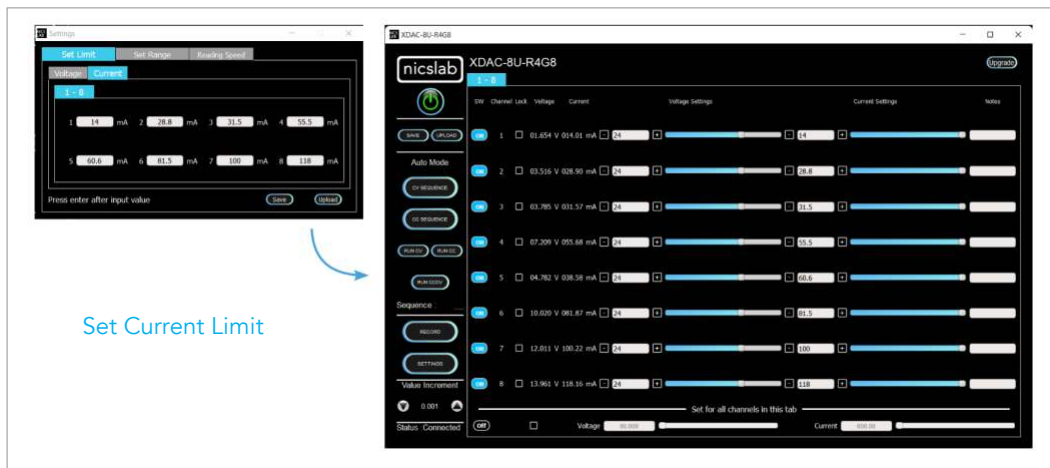 Settings
Set Limit Set Range Reading Speed
Voltage Current
1 - 8
1 14 mA 2 28.8 mA 3 31.5 mA 4 55.5 mA
5 60.6 mA 6 81.5 mA 7 100 mA 8 118 mA
Press enter after input value Save Upload
Set Current Limit
XDAC-8U-R4G8
nicslab XDAC-8U-R4G8 Upgrade
1 - 8
SW Channel Lock Voltage Current Voltage Settings Current Settings Notes
SAVE UPLOAD
Auto Mode
CV SEQUENCE
CC SEQUENCE
RUN CV RUN CC
RUN CCCV
Sequence :
RECORD
SETTINGS
Value Increment
0.001
Status :Connected
ON 1 01.654 V 014.01 mA - 24 + - 14 +
ON 2 03.516 V 028.90 mA - 24 + - 28.8 +
ON 3 03.785 V 031.57 mA - 24 + - 31.5 +
ON 4 07.209 V 055.68 mA - 24 + - 55.5 +
ON 5 04.782 V 038.58 mA - 24 + - 60.6 +
ON 6 10.020 V 081.87 mA - 24 + - 81.5 +
ON 7 12.011 V 100.22 mA - 24 + - 100 +
ON 8 13.961 V 118.16 mA - 24 + - 118 +
Set for all channels in this tab
Off Voltage Current